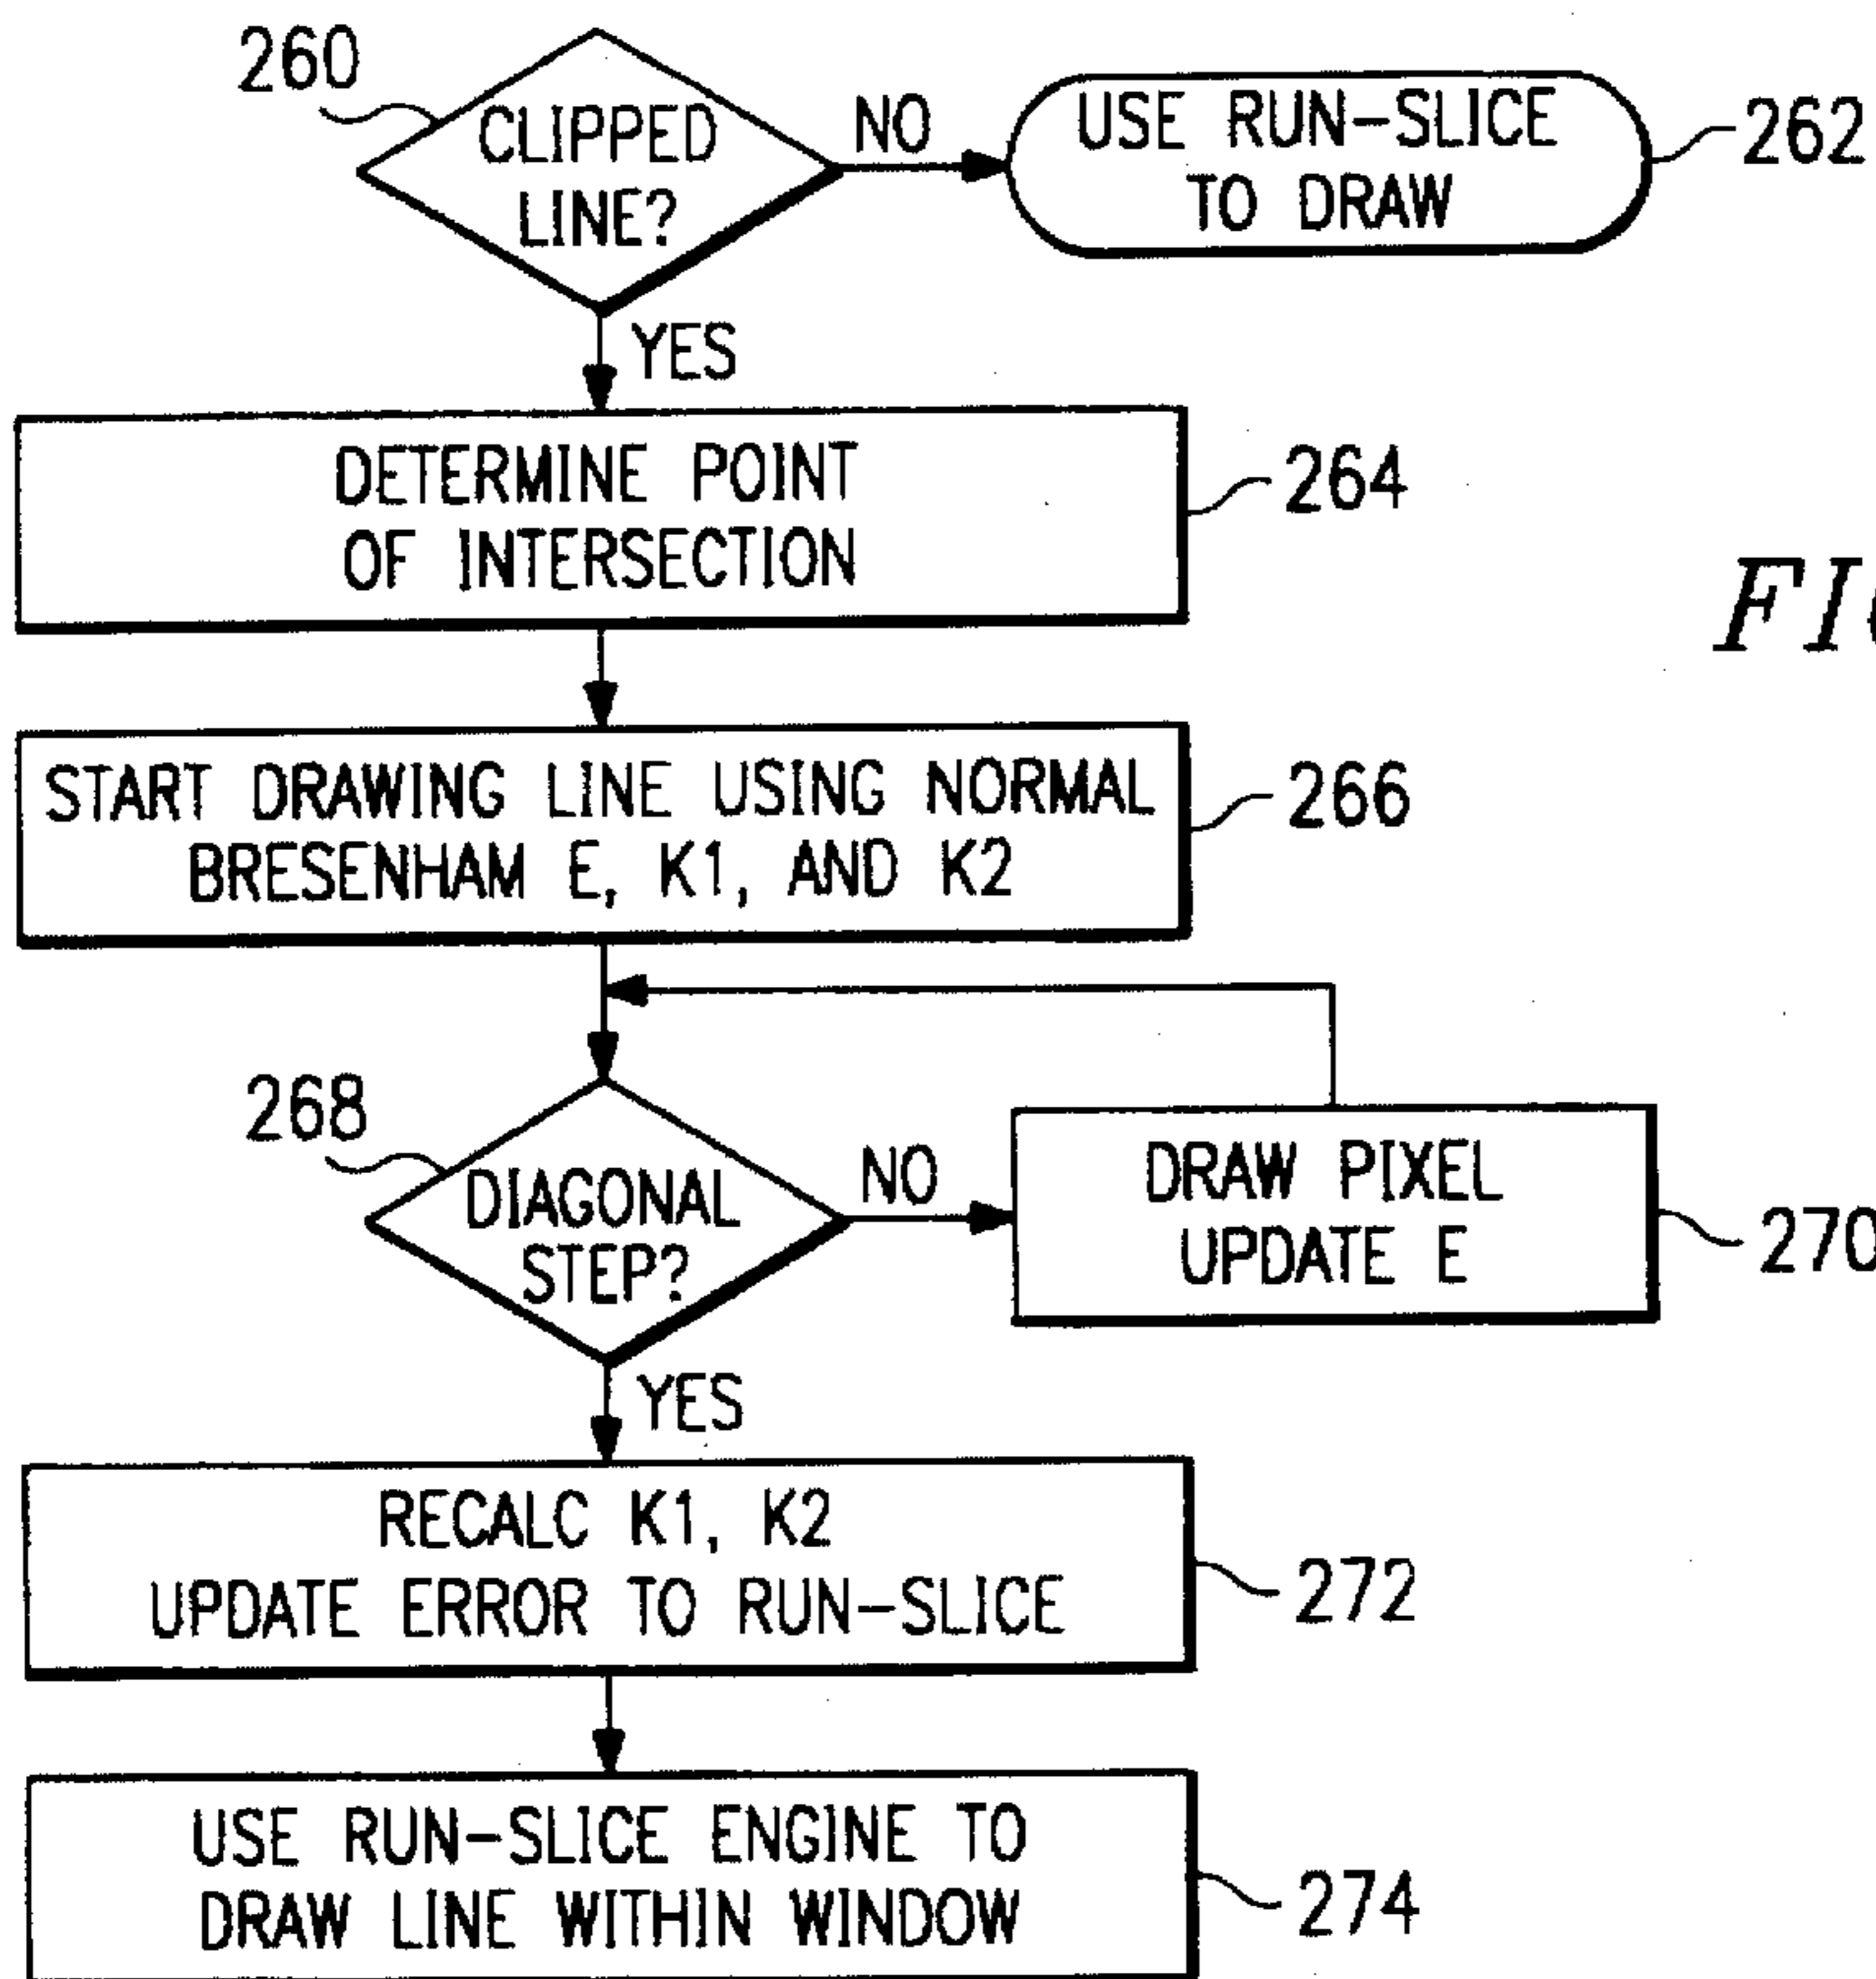 260
CLIPPED
LINE?
NO
USE RUN-SLICE
TO DRAW
262
YES
DETERMINE POINT
OF INTERSECTION
264
START DRAWING LINE USING NORMAL
BRESENHAM E, K1, AND K2
266
268
DIAGONAL
STEP?
NO
DRAW PIXEL
UPDATE E
270
YES
RECALC K1, K2
UPDATE ERROR TO RUN-SLICE
272
USE RUN-SLICE ENGINE TO
DRAW LINE WITHIN WINDOW
274